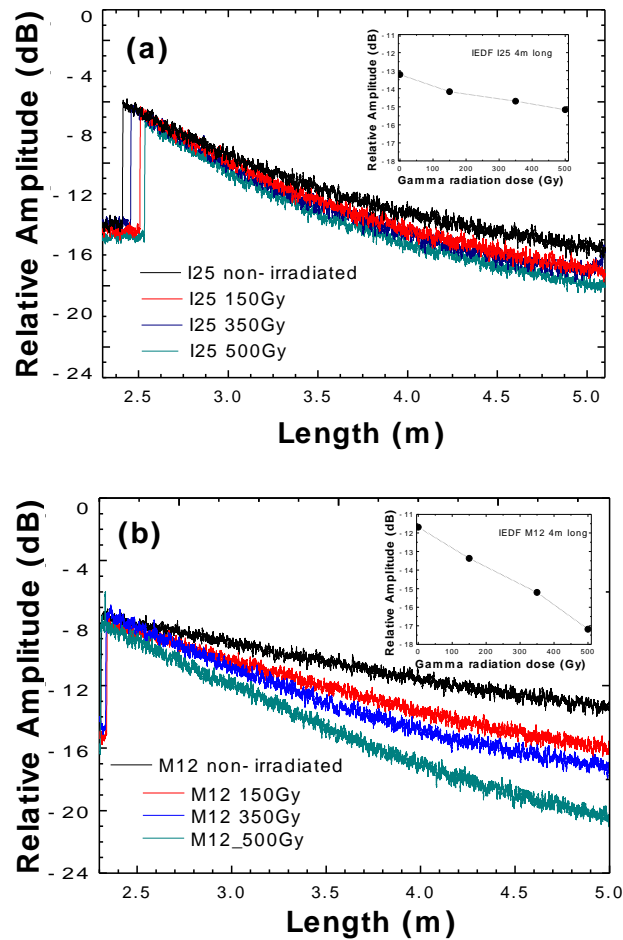 (a)
Relative Amplitude (dB)
0
- 4
- 8
- 12
- 16
- 20
- 24
2.5 3.0 3.5 4.0 4.5 5.0
Length (m)
I25 non- irradiated
I25 150Gy
I25 350Gy
I25 500Gy
IEDF I25 4m long
Relative Amplitude (dB)
- 11
- 12
- 13
- 14
- 15
- 16
- 17
- 18
0 100 200 300 400 500
Gamma radiation dose (Gy)
(b)
Relative Amplitude (dB)
0
- 4
- 8
- 12
- 16
- 20
- 24
2.5 3.0 3.5 4.0 4.5 5.0
Length (m)
M12 non- irradiated
M12 150Gy
M12 350Gy
M12_500Gy
IEDF M12 4m long
Relative Amplitude (dB)
- 11
- 12
- 13
- 14
- 15
- 16
- 17
- 18
100 200 300 400 500
Gamma radiation dose (Gy)